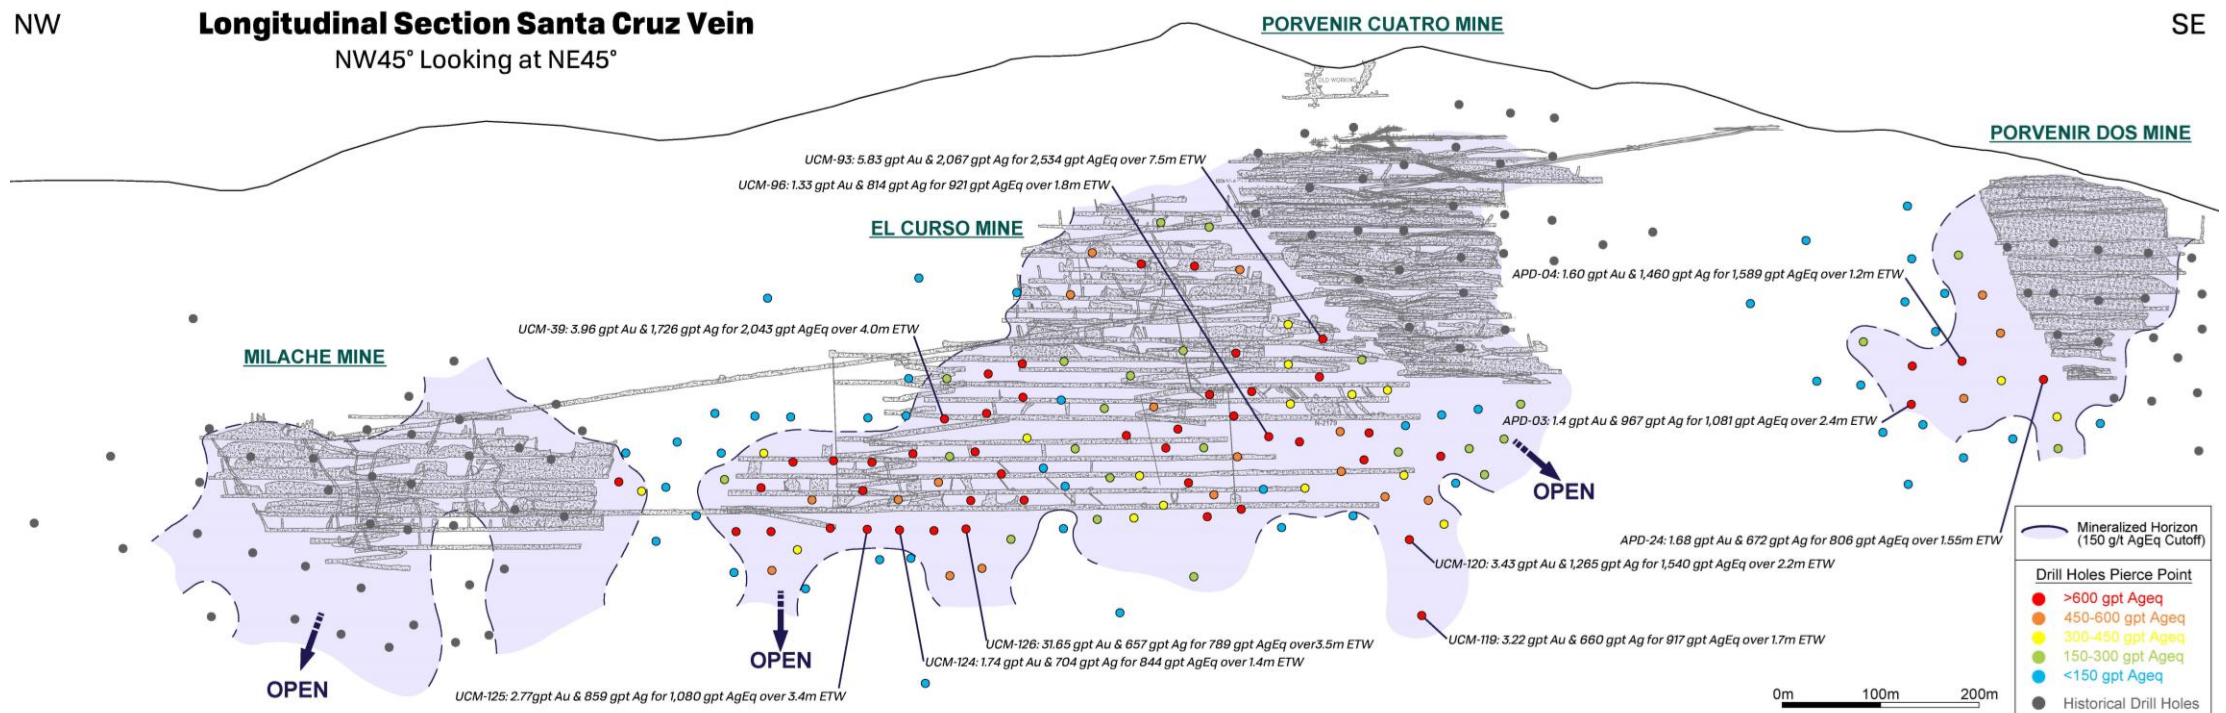 NW
Longitudinal Section Santa Cruz Vein
NW45° Looking at NE45°
PORVENIR CUATRO MINE
SE
OLD WORKING
PORVENIR DOS MINE
UCM-93: 5.83 gpt Au & 2,067 gpt Ag for 2,534 gpt AgEq over 7.5m ETW
UCM-96: 1.33 gpt Au & 814 gpt Ag for 921 gpt AgEq over 1.8m ETW
EL CURSO MINE
APD-04: 1.60 gpt Au & 1,460 gpt Ag for 1,589 gpt AgEq over 1.2m ETW
UCM-39: 3.96 gpt Au & 1,726 gpt Ag for 2,043 gpt AgEq over 4.0m ETW
MILACHE MINE
APD-03: 1.4 gpt Au & 967 gpt Ag for 1,081 gpt AgEq over 2.4m ETW
N-2179
OPEN
APD-24: 1.68 gpt Au & 672 gpt Ag for 806 gpt AgEq over 1.55m ETW
UCM-120: 3.43 gpt Au & 1,265 gpt Ag for 1,540 gpt AgEq over 2.2m ETW
UCM-119: 3.22 gpt Au & 660 gpt Ag for 917 gpt AgEq over 1.7m ETW
UCM-126: 31.65 gpt Au & 657 gpt Ag for 789 gpt AgEq over3.5m ETW
UCM-124: 1.74 gpt Au & 704 gpt Ag for 844 gpt AgEq over 1.4m ETW
OPEN
OPEN
UCM-125: 2.77gpt Au & 859 gpt Ag for 1,080 gpt AgEq over 3.4m ETW
Mineralized Horizon
(150 g/t AgEq Cutoff)
Drill Holes Pierce Point
>600 gpt Ageq
450-600 gpt Ageq
300-450 gpt Ageq
150-300 gpt Ageq
<150 gpt Ageq
Historical Drill Holes
0m 100m 200m